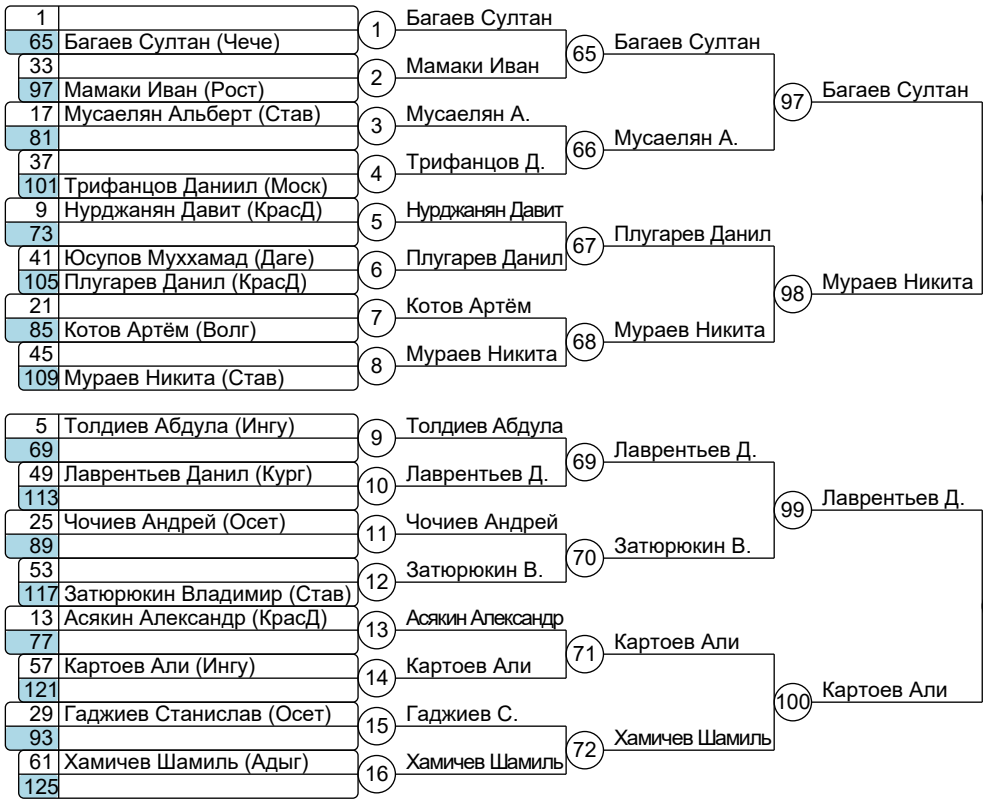 1
65 Багаев Султан (Чече)
33
97 Мамаки Иван (Рост)
17 Мусаелян Альберт (Став)
81
37
101 Трифанцов Даниил (Моск)
9 Нурджанян Давит (КрасД)
73
41 Юсупов Муххамад (Даге)
105 Плугарев Данил (КрасД)
21
85 Котов Артём (Волг)
45
109 Мураев Никита (Став)
1 Багаев Султан
2 Мамаки Иван
3 Мусаелян А.
4 Трифанцов Д.
5 Нурджанян Давит
6 Плугарев Данил
7 Котов Артём
8 Мураев Никита
65 Багаев Султан
66 Мусаелян А.
67 Плугарев Данил
68 Мураев Никита
97 Багаев Султан
98 Мураев Никита
5 Толдиев Абдула (Ингу)
69
49 Лаврентьев Данил (Кург)
113
25 Чочиев Андрей (Осет)
89
53
117 Затюрюкин Владимир (Став)
13 Асякин Александр (КрасД)
77
57 Картоев Али (Ингу)
121
29 Гаджиев Станислав (Осет)
93
61 Хамичев Шамиль (Адыг)
125
9 Толдиев Абдула
10 Лаврентьев Д.
11 Чочиев Андрей
12 Затюрюкин В.
13 Асякин Александр
14 Картоев Али
15 Гаджиев С.
16 Хамичев Шамиль
69 Лаврентьев Д.
70 Затюрюкин В.
71 Картоев Али
72 Хамичев Шамиль
99 Лаврентьев Д.
100 Картоев Али